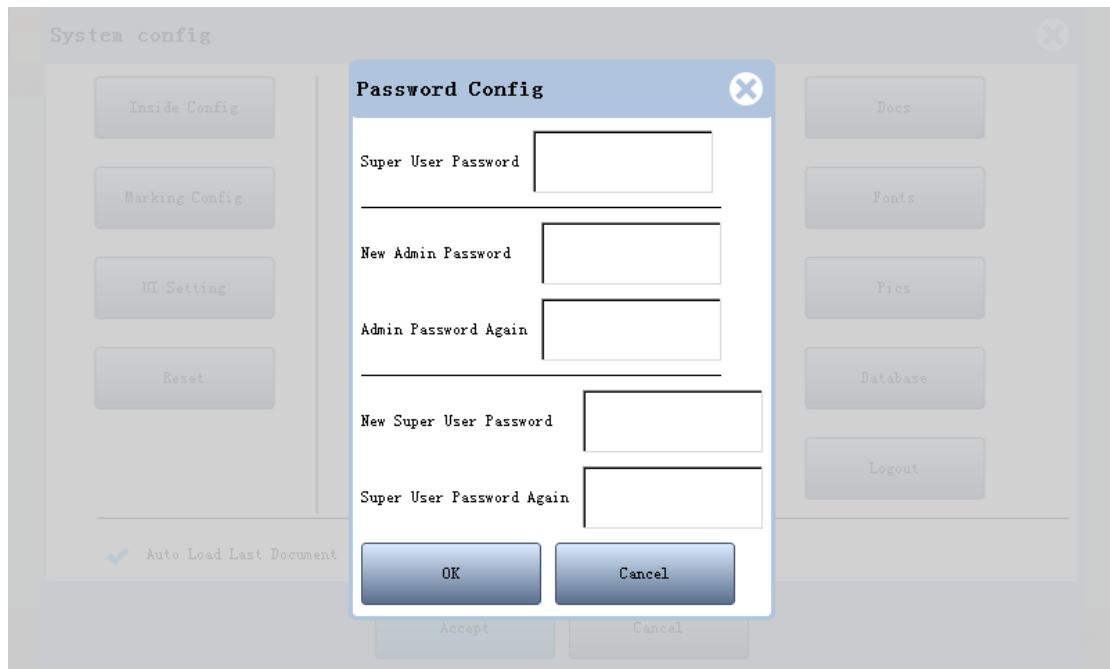 System config
Inside Config
Marking Config
UI Setting
Reset
Password Config
Super User Password
New Admin Password
Admin Password Again
New Super User Password
Super User Password Again
OK
Cancel
Docs
Fonts
Pics
Database
Logout
Auto Load Last Document
Accept
Cancel